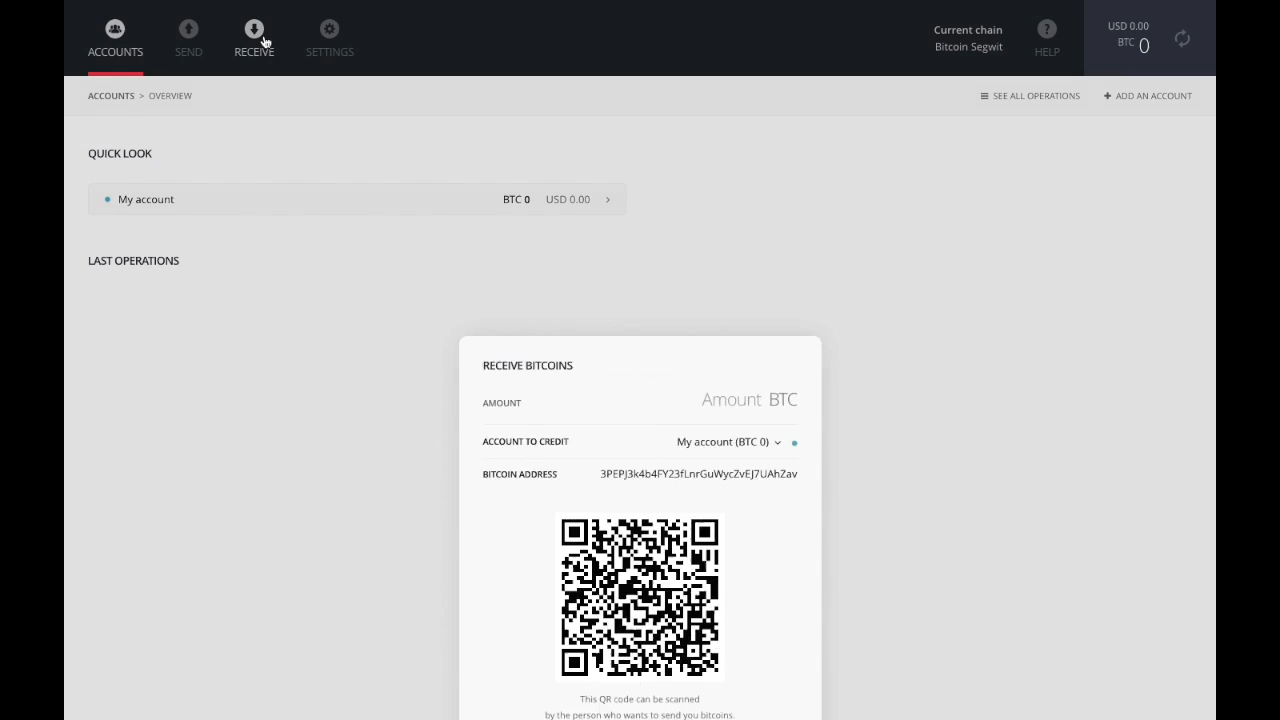 ACCOUNTS SEND RECEIVE SETTINGS Current chain Bitcoin Segwit ? HELP USD 0.00 BTC 0
ACCOUNTS > OVERVIEW SEE ALL OPERATIONS + ADD AN ACCOUNT
QUICK LOOK
My account BTC 0 USD 0.00 >
LAST OPERATIONS
RECEIVE BITCOINS
AMOUNT Amount BTC
ACCOUNT TO CREDIT My account (BTC 0)
BITCOIN ADDRESS 3PEPJ3k4b4FY23fLnrGuWycZvEJ7UAhZav
This QR code can be scanned
by the person who wants to send you bitcoins.